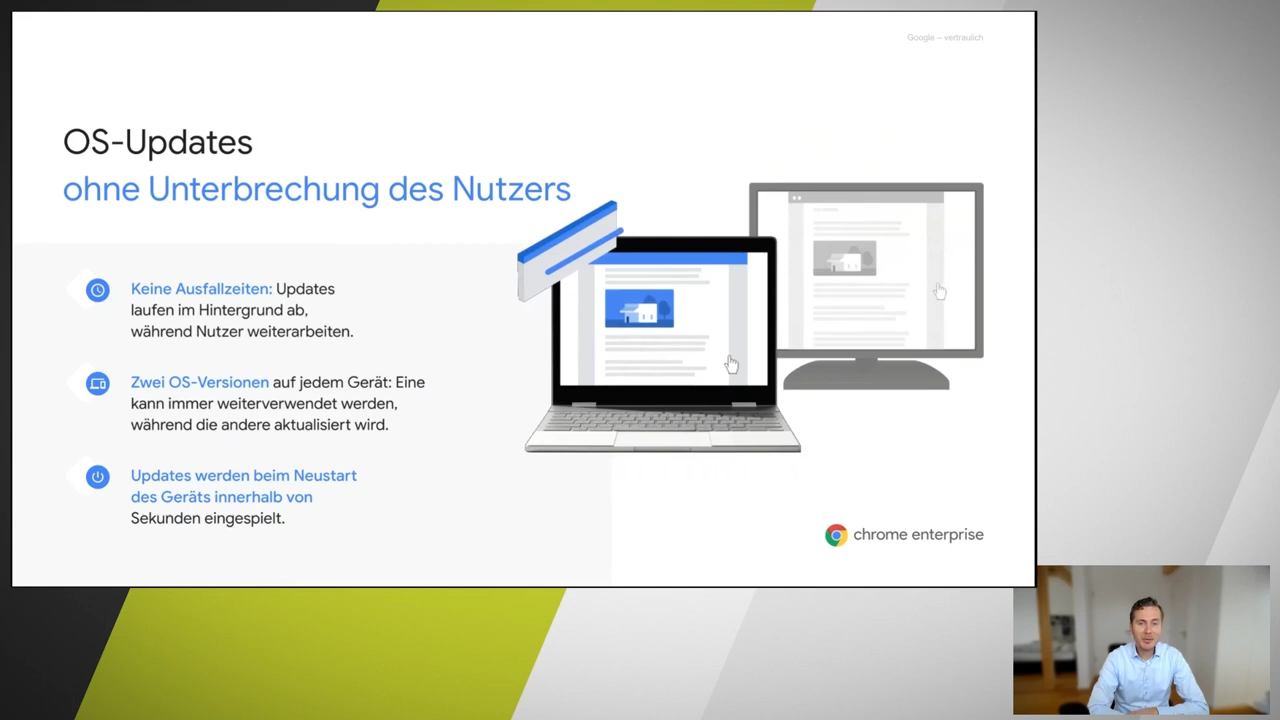 Google – vertraulich
OS-Updates
ohne Unterbrechung des Nutzers
Keine Ausfallzeiten: Updates
laufen im Hintergrund ab,
während Nutzer weiterarbeiten.
Zwei OS-Versionen auf jedem Gerät: Eine
kann immer weiterverwendet werden,
während die andere aktualisiert wird.
Updates werden beim Neustart
des Geräts innerhalb von
Sekunden eingespielt.
chrome enterprise